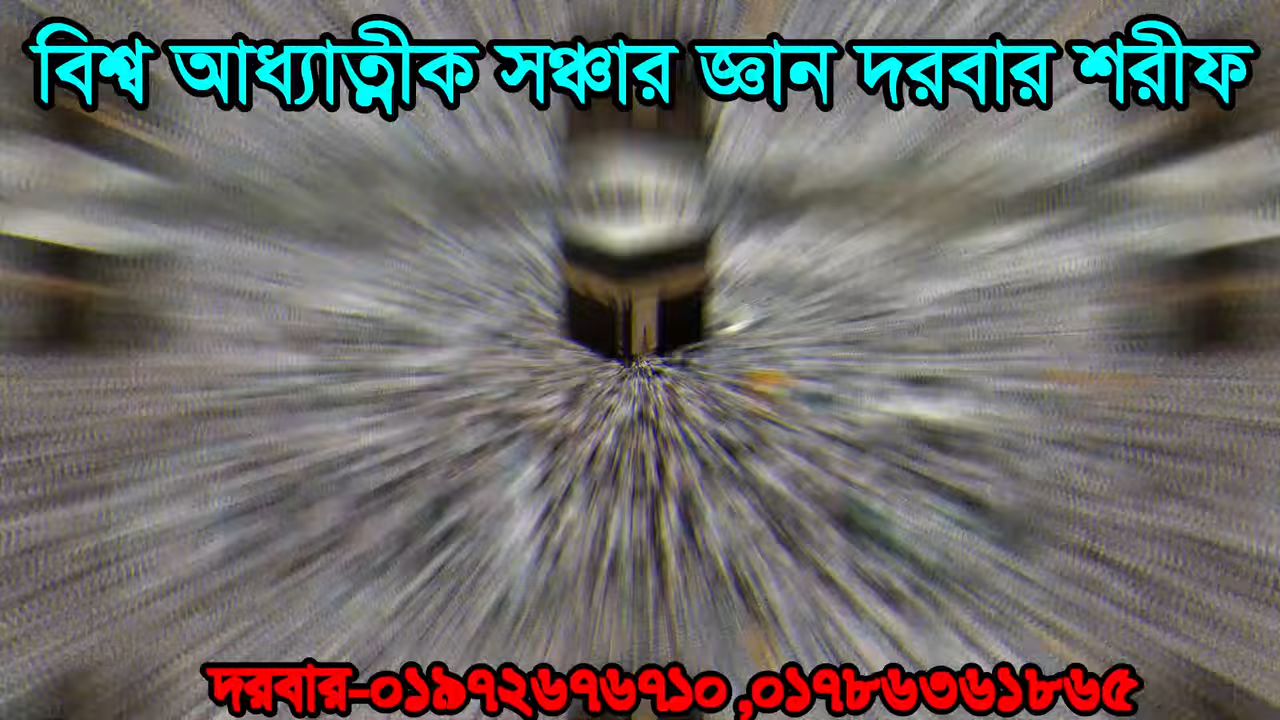 বিশ্ব আধ্যাত্নীক সঞ্চার জ্ঞান দরবার শরীফ
দরবার-০১৯৭২৬৭৬৭১০ ,০১৭৮৬৩৬১৮৬৫